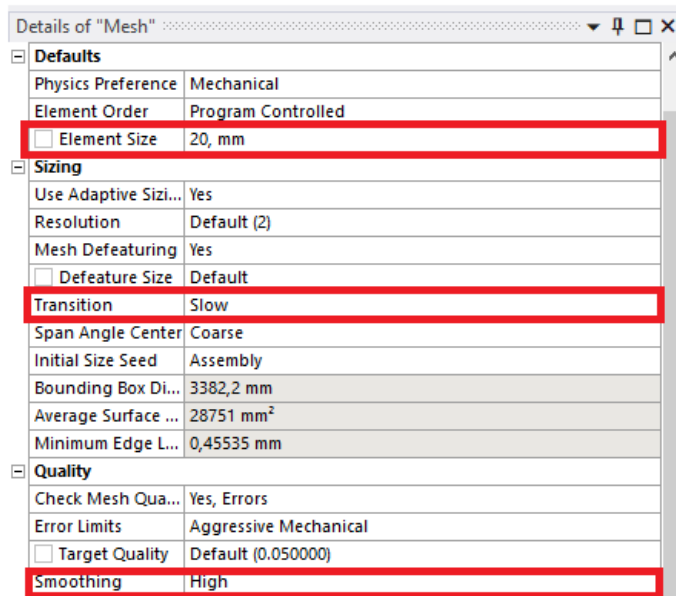 Details of "Mesh"
Defaults
Physics Preference Mechanical
Element Order Program Controlled
Element Size 20, mm
Sizing
Use Adaptive Sizi... Yes
Resolution Default (2)
Mesh Defeaturing Yes
Defeature Size Default
Transition Slow
Span Angle Center Coarse
Initial Size Seed Assembly
Bounding Box Di... 3382,2 mm
Average Surface ... 28751 mm²
Minimum Edge L... 0,45535 mm
Quality
Check Mesh Qua... Yes, Errors
Error Limits Aggressive Mechanical
Target Quality Default (0.050000)
Smoothing High